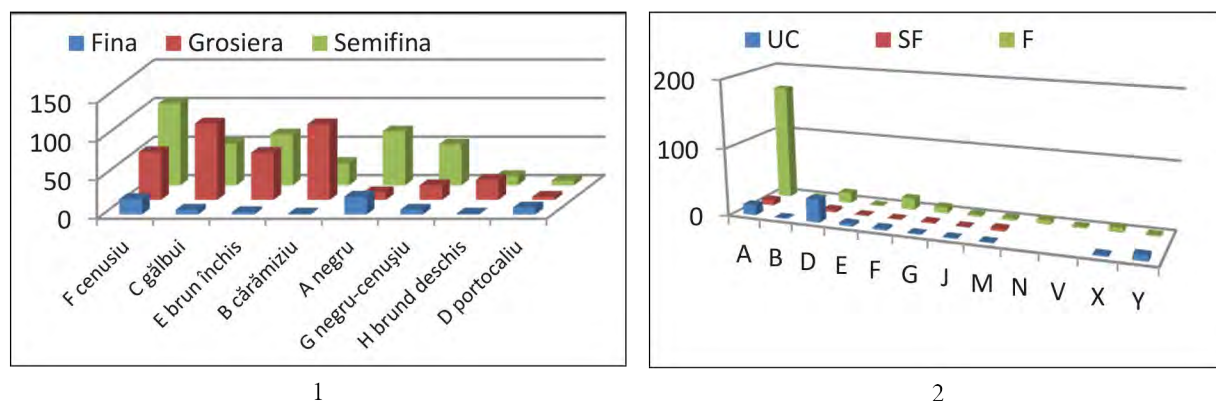 Fina Grosiera Semifina
150
100
50
0
F cenusiu
C gălbui
E brun închis
B cărămiziu
A negru
G negru-cenuşiu
H brund deschis
D portocaliu
1
UC SF F
200
100
0
A B D E F G J M N V X Y
2